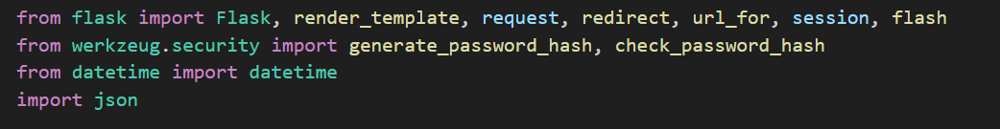 from flask import Flask, render_template, request, redirect, url_for, session, flash
from werkzeug.security import generate_password_hash, check_password_hash
from datetime import datetime
import json